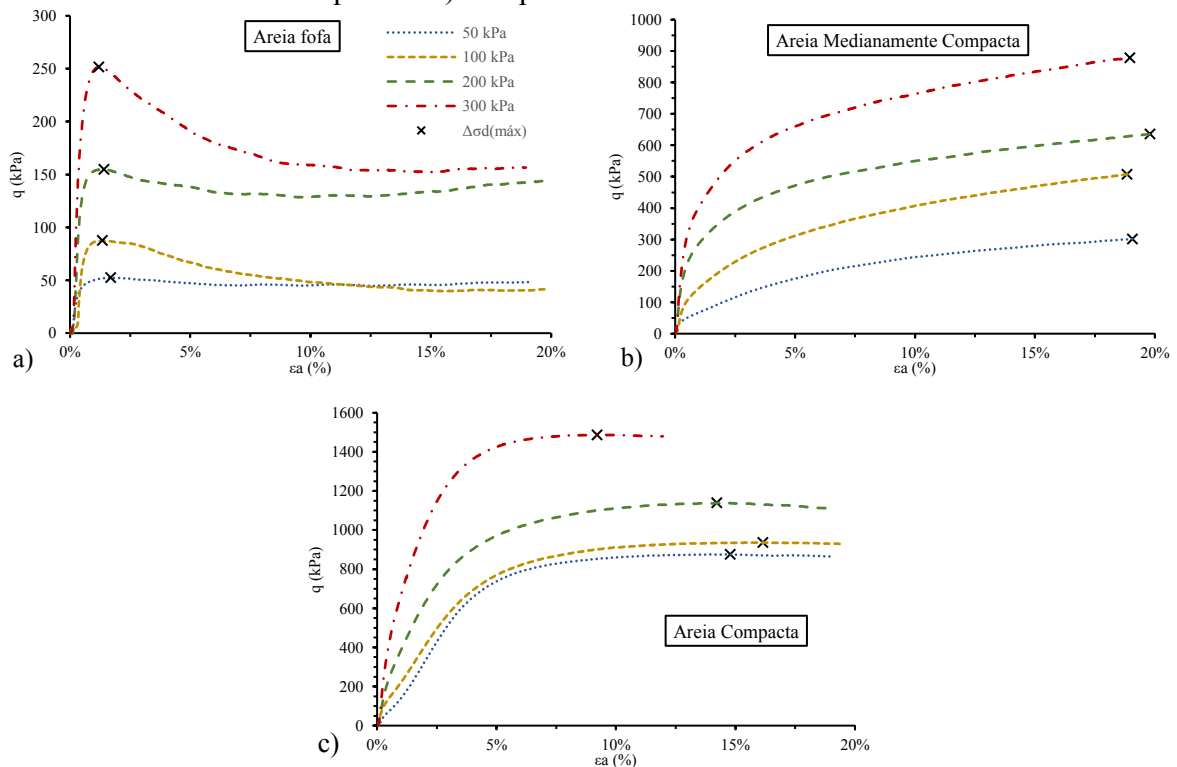 300
250
200
150
100
50
0
q (kPa)
0% 5% 10% 15% 20%
εa (%)
Areia fofa
50 kPa
100 kPa
200 kPa
300 kPa
Δσd(máx)
a)
1000
900
800
700
600
500
400
300
200
100
0
q (kPa)
0% 5% 10% 15% 20%
εa (%)
Areia Medianamente Compacta
b)
1600
1400
1200
1000
800
600
400
200
0
q (kPa)
0% 5% 10% 15% 20%
εa (%)
Areia Compacta
c)